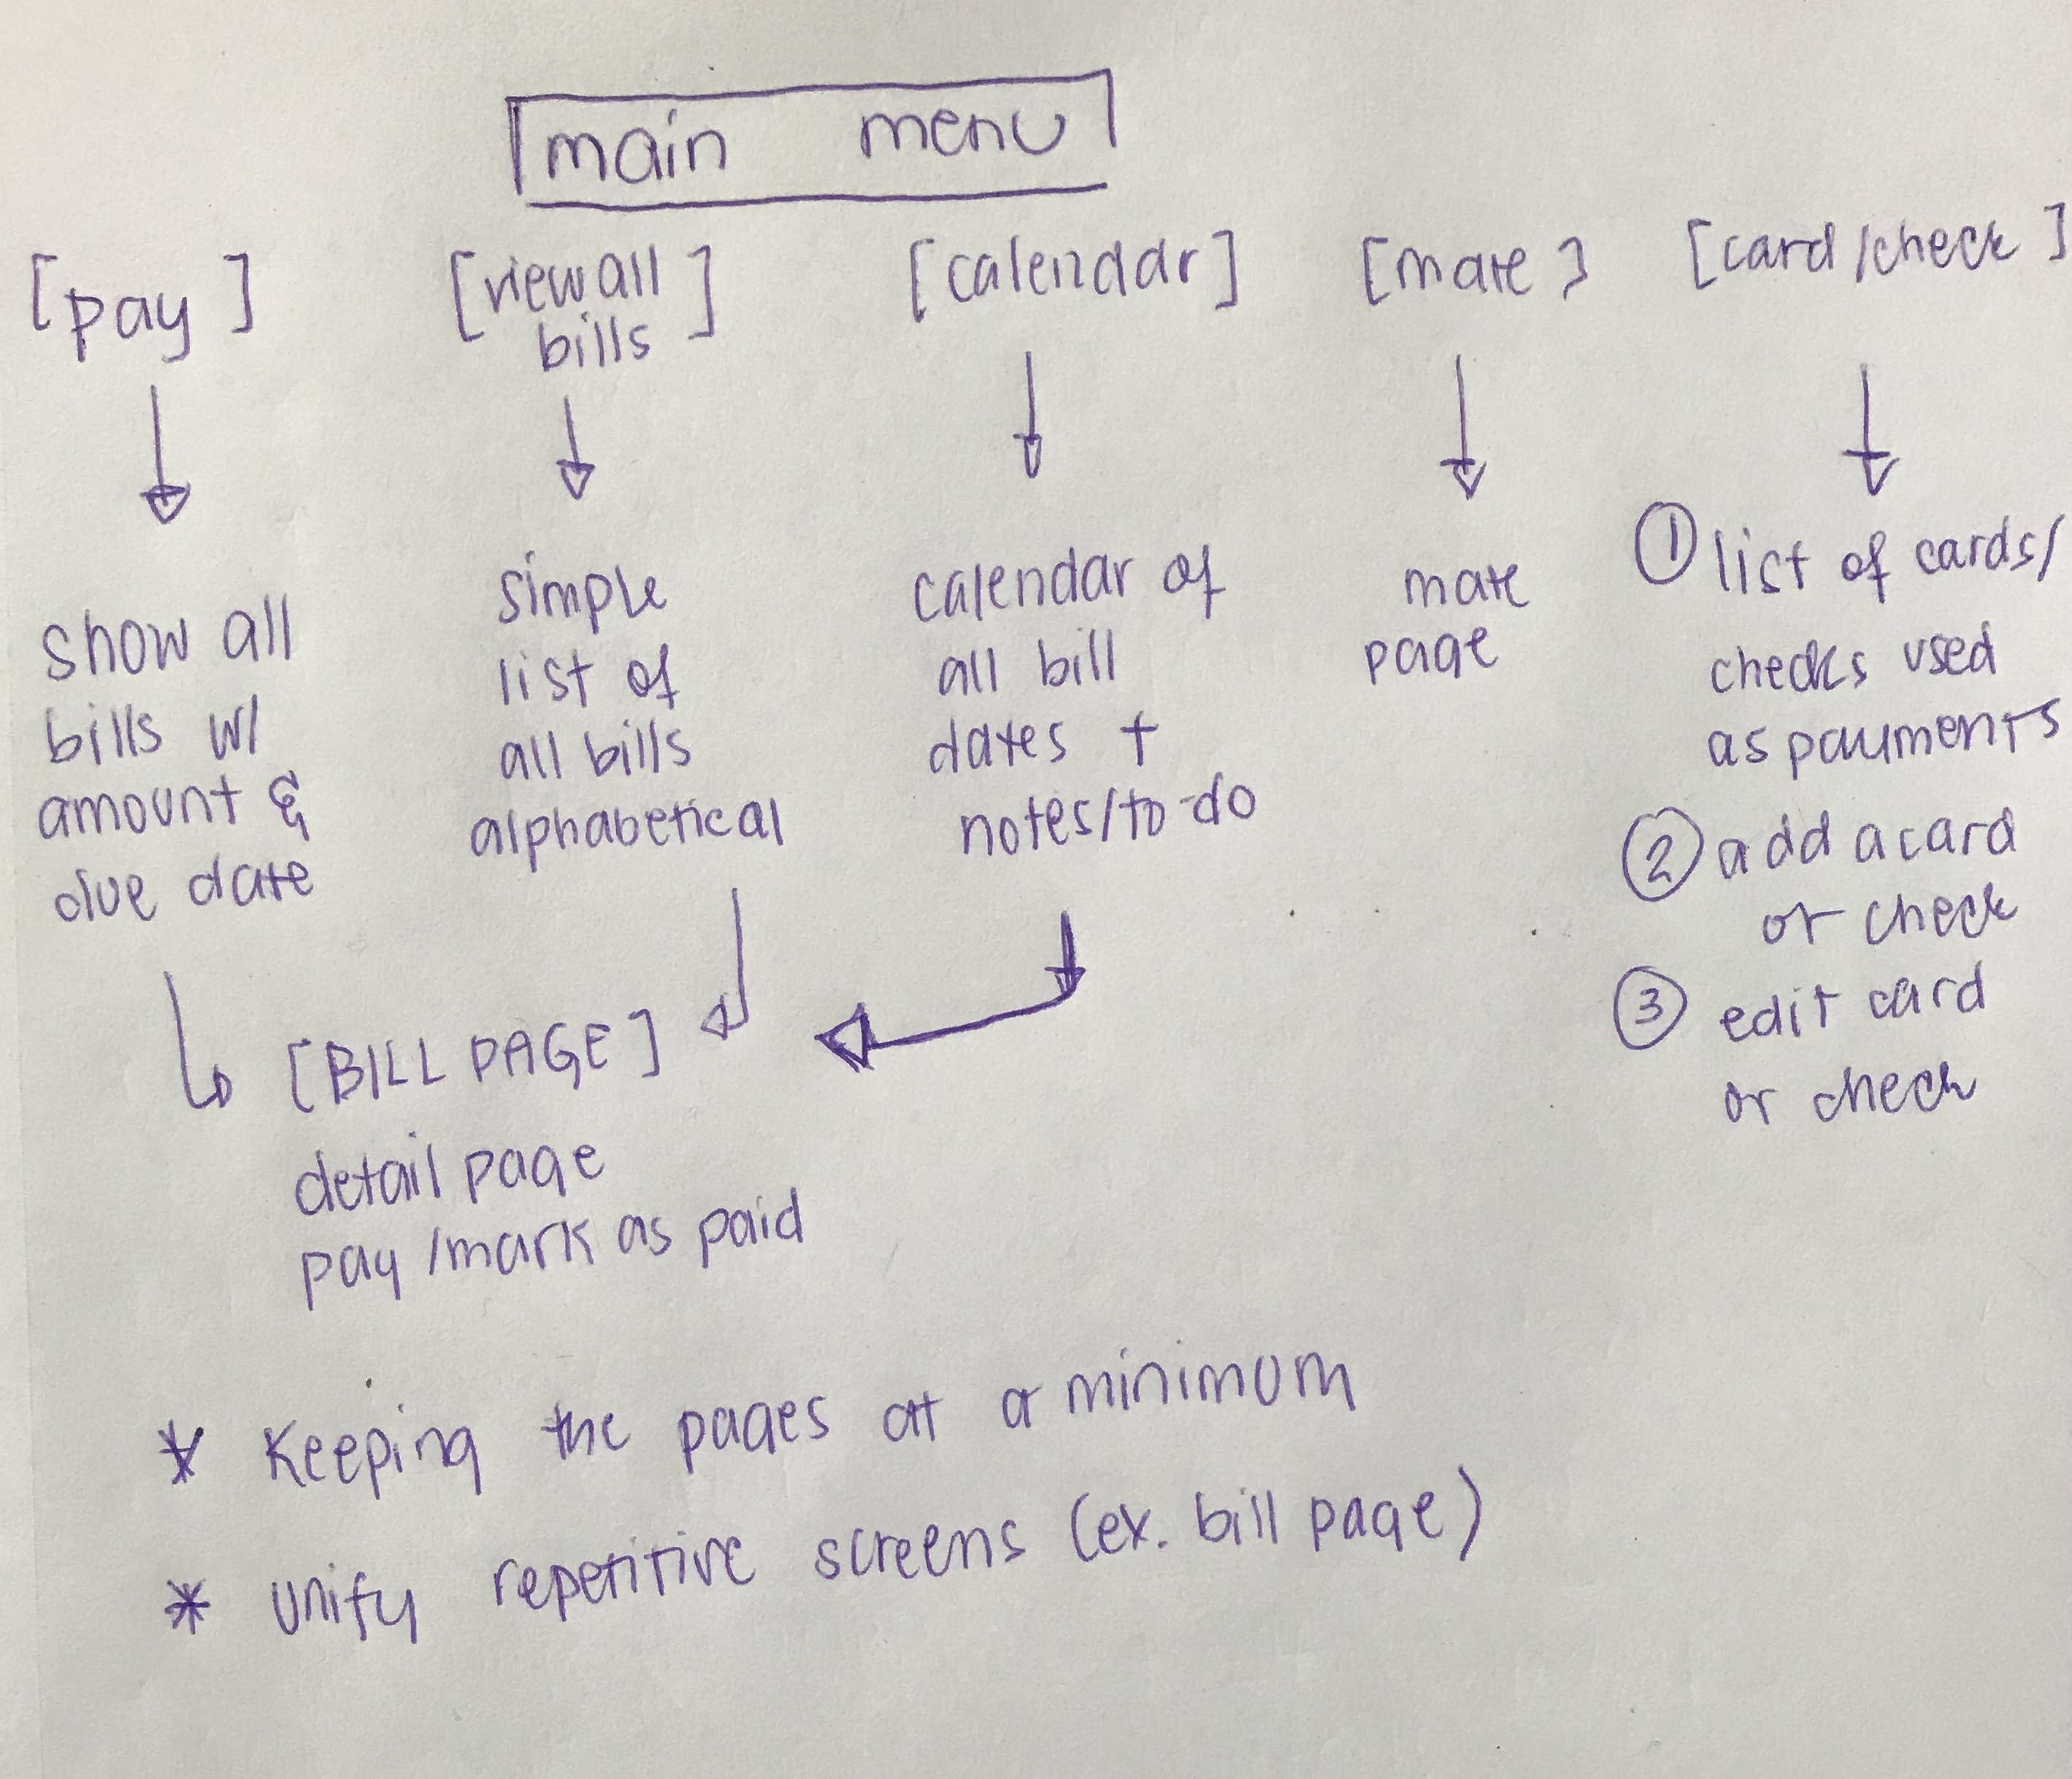 main menu
[pay]
[view all
bills]
[calendar]
[mate]
[card/check]
show all
bills w/
amount &
due date
simple
list of
all bills
alphabetical
calendar of
all bill
dates +
notes/to-do
mate
page
① list of cards/
checks used
as payments
② add a card
or check
③ edit card
or check
[BILL PAGE]
detail page
pay/mark as paid
* Keeping the pages at a minimum
* unify repetitive screens (ex. bill page)